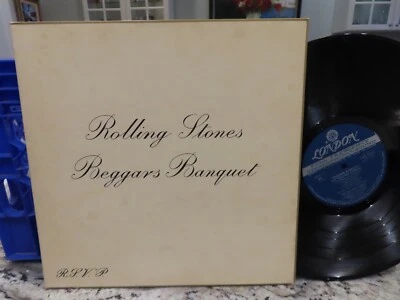 Rolling Stones
Beggars Banquet
R.S.V.P
LONDON